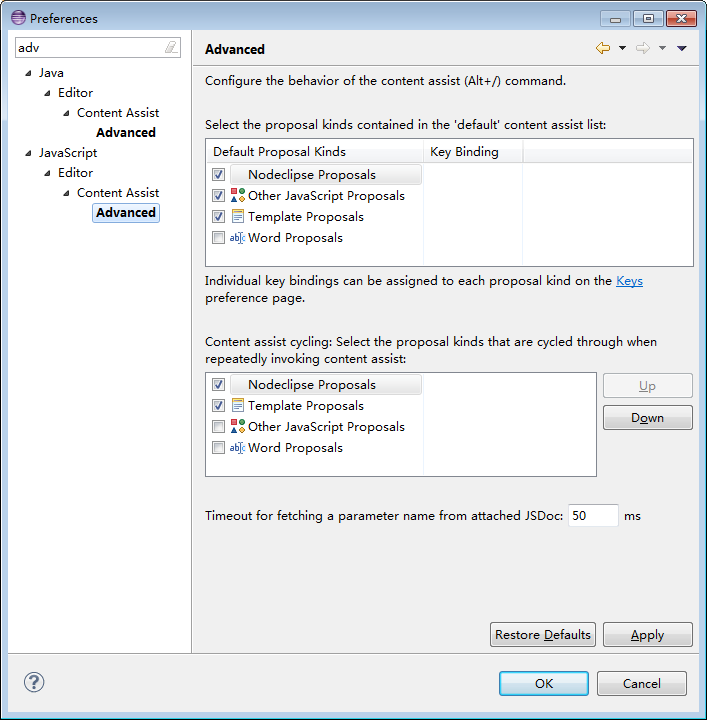 Preferences
adv
Java
Editor
Content Assist
Advanced
JavaScript
Editor
Content Assist
Advanced
Advanced
Configure the behavior of the content assist (Alt+/) command.
Select the proposal kinds contained in the 'default' content assist list:
Default Proposal Kinds Key Binding
Nodeclipse Proposals
Other JavaScript Proposals
Template Proposals
Word Proposals
Individual key bindings can be assigned to each proposal kind on the Keys
preference page.
Content assist cycling: Select the proposal kinds that are cycled through when
repeatedly invoking content assist:
Nodeclipse Proposals
Template Proposals
Other JavaScript Proposals
Word Proposals
Up
Down
Timeout for fetching a parameter name from attached JSDoc: 50 ms
Restore Defaults Apply
? OK Cancel